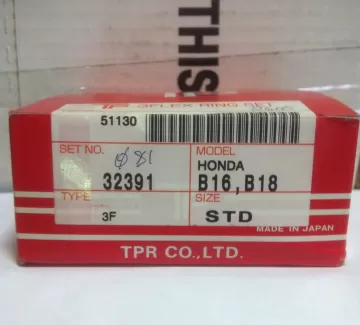 THIS
3FLEX RING SET
51130
SET NO. ø 81 MODEL
HONDA
32391 B16, B18
TYPE SIZE
3F STD
MADE IN JAPAN
TPR CO.,LTD.